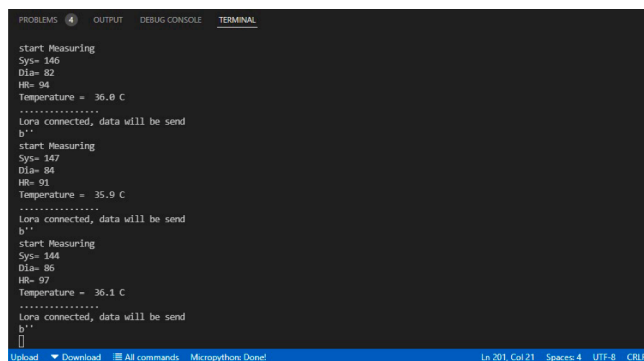 PROBLEMS 4 OUTPUT DEBUG CONSOLE TERMINAL
start Measuring
Sys= 146
Dia= 82
HR= 94
Temperature =  36.0 C
................
Lora connected, data will be send
b''
start Measuring
Sys= 147
Dia= 84
HR= 91
Temperature =  35.9 C
................
Lora connected, data will be send
b''
start Measuring
Sys= 144
Dia= 86
HR= 97
Temperature =  36.1 C
................
Lora connected, data will be send
b''
Upload Download All commands Micropython: Done! Ln 201, Col 21 Spaces: 4 UTF-8 CRLF